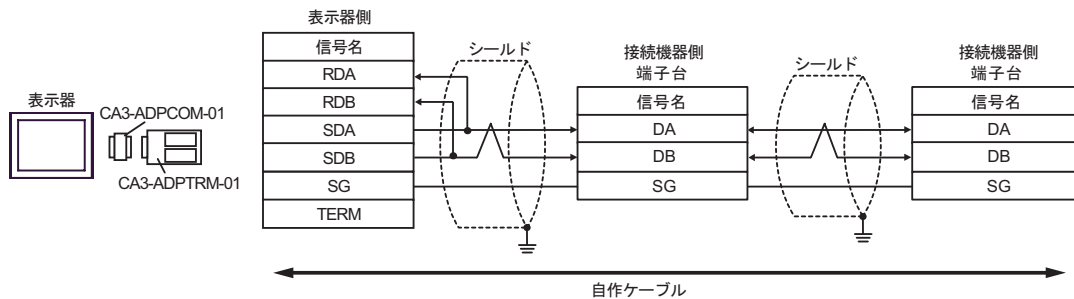 表示器
CA3-ADPCOM-01
CA3-ADPTRM-01
表示器側
信号名
RDA
RDB
SDA
SDB
SG
TERM
シールド
接続機器側
端子台
信号名
DA
DB
SG
シールド
接続機器側
端子台
信号名
DA
DB
SG
自作ケーブル